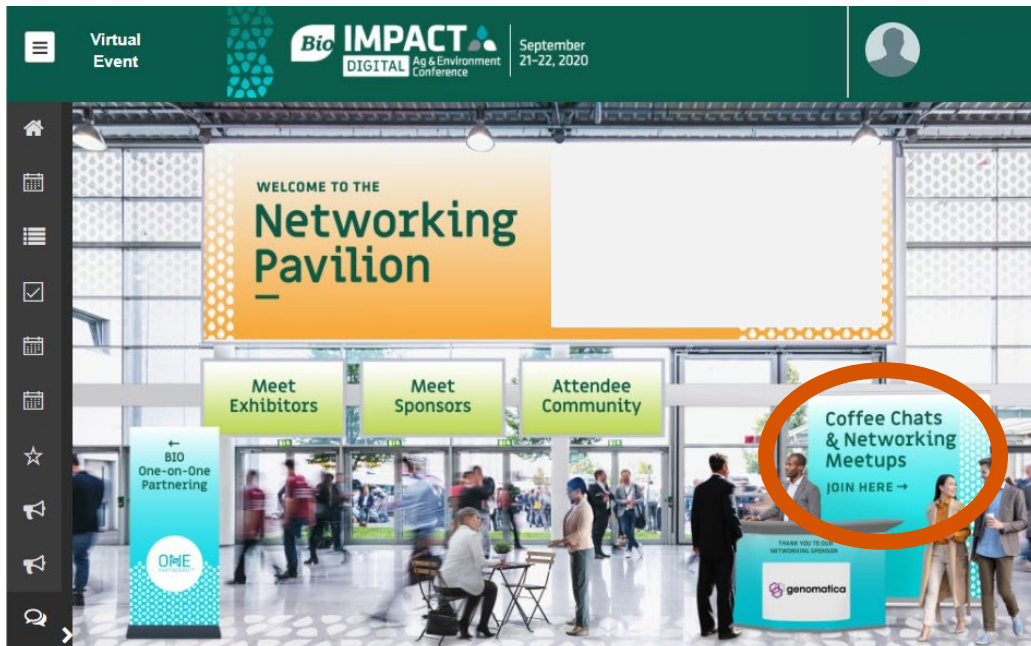 Virtual
Event
Bio
IMPACT
DIGITAL
Ag & Environment
Conference
September
21-22, 2020
WELCOME TO THE
Networking
Pavilion
Meet
Exhibitors
Meet
Sponsors
Attendee
Community
←
BIO
One-on-One
Partnering
ONE
Coffee Chats
& Networking
Meetups
JOIN HERE →
THANK YOU TO OUR
NETWORKING SPONSOR
genomatica